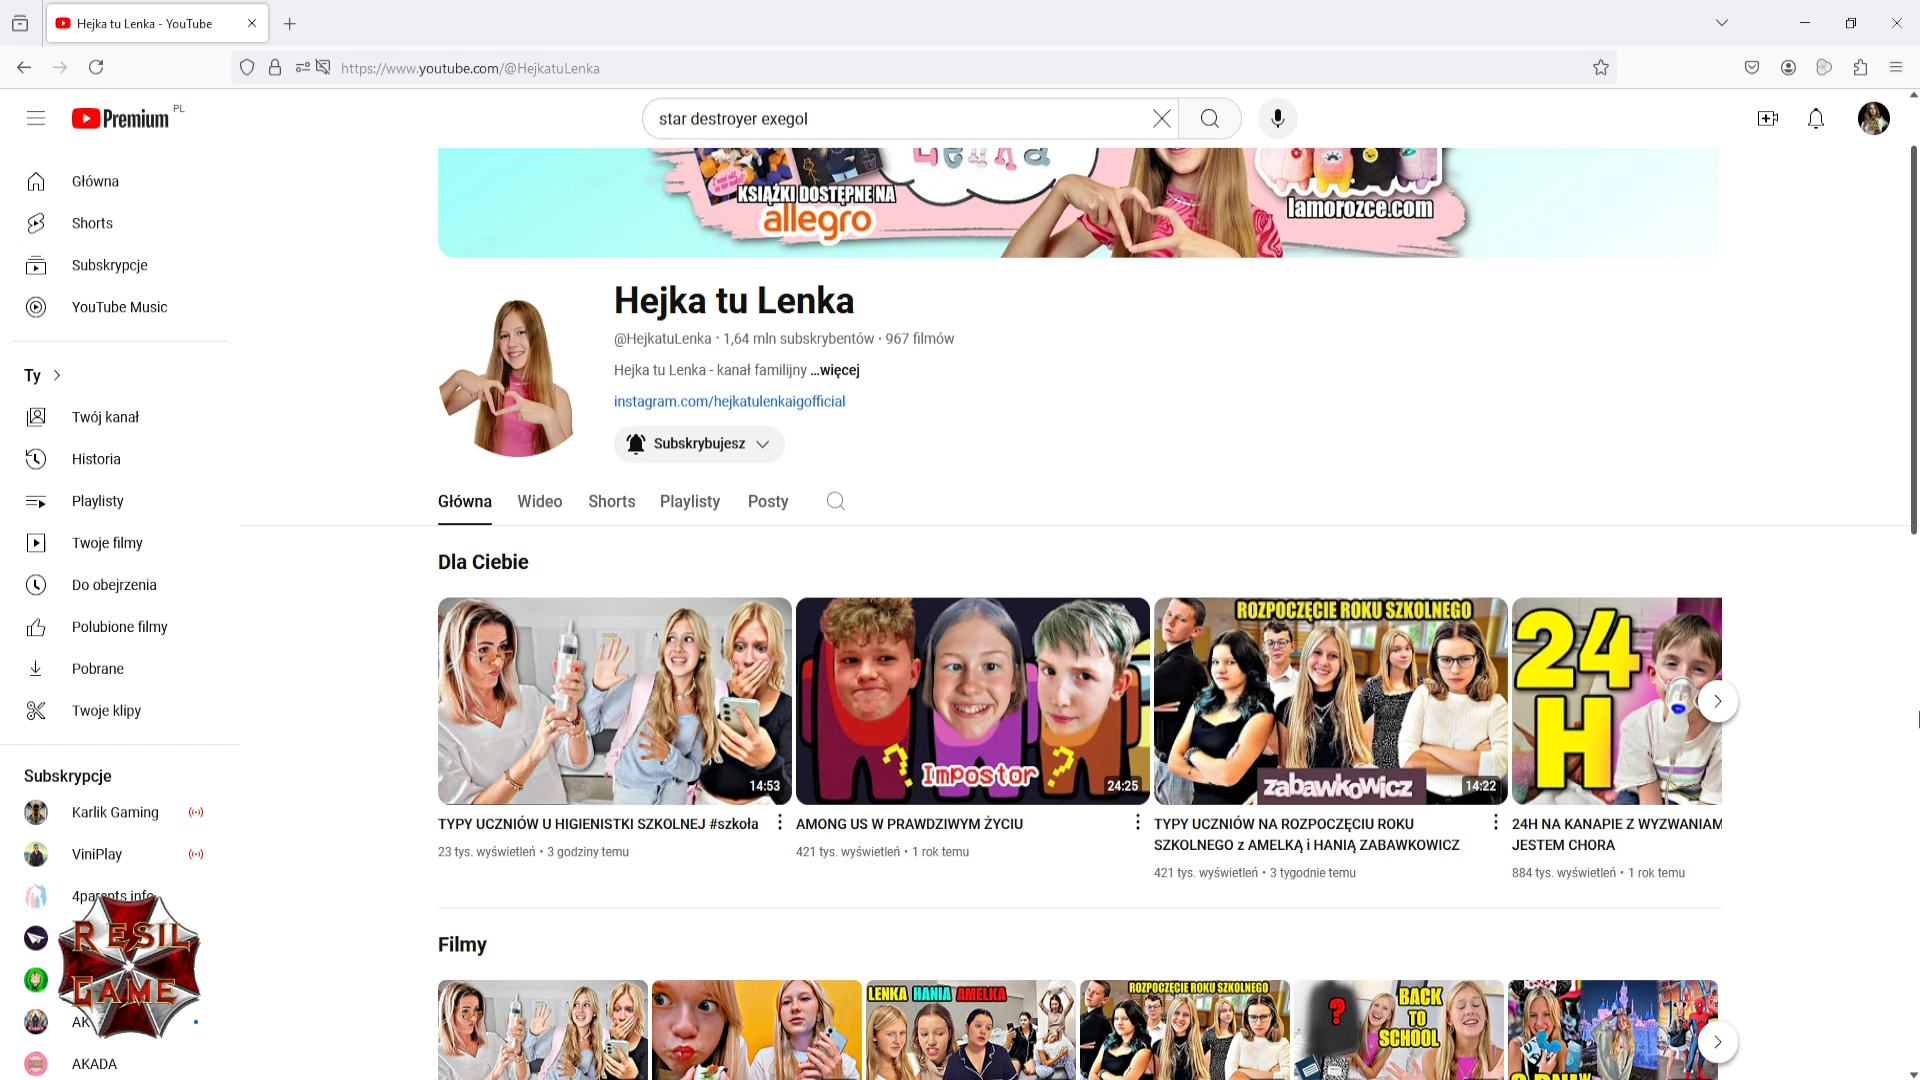 Hejka tu Lenka - YouTube
https://www.youtube.com/@HejkatuLenka
Premium PL
star destroyer exegol
Główna
Shorts
Subskrypcje
YouTube Music
Ty
Twój kanał
Historia
Playlisty
Twoje filmy
Do obejrzenia
Polubione filmy
Pobrane
Twoje klipy
Subskrypcje
Karlik Gaming
ViniPlay
4parents info
RESIL
GAME
AK
AKADA
Lenka
KSIĄŻKI DOSTĘPNE NA
allegro
lamorozce.com
Hejka tu Lenka
@HejkatuLenka • 1,64 mln subskrybentów • 967 filmów
Hejka tu Lenka - kanał familijny ...więcej
instagram.com/hejkatulenkaigofficial
Subskrybujesz
Główna Wideo Shorts Playlisty Posty
Dla Ciebie
14:53
TYPY UCZNIÓW U HIGIENISTKI SZKOLNEJ #szkoła
23 tys. wyświetleń • 3 godziny temu
? Impostor ?
24:25
AMONG US W PRAWDZIWYM ŻYCIU
421 tys. wyświetleń • 1 rok temu
ROZPOCZĘCIE ROKU SZKOLNEGO
zabawkowicz
14:22
TYPY UCZNIÓW NA ROZPOCZĘCIU ROKU
SZKOLNEGO z AMELKĄ i HANIĄ ZABAWKOWICZ
421 tys. wyświetleń • 3 tygodnie temu
24
H
24H NA KANAPIE Z WYZWANIAM
JESTEM CHORA
884 tys. wyświetleń • 1 rok temu
Filmy
LENKA HANIA AMELKA
ROZPOCZĘCIE ROKU SZKOLNEGO
?
BACK
TO
SCHOOL